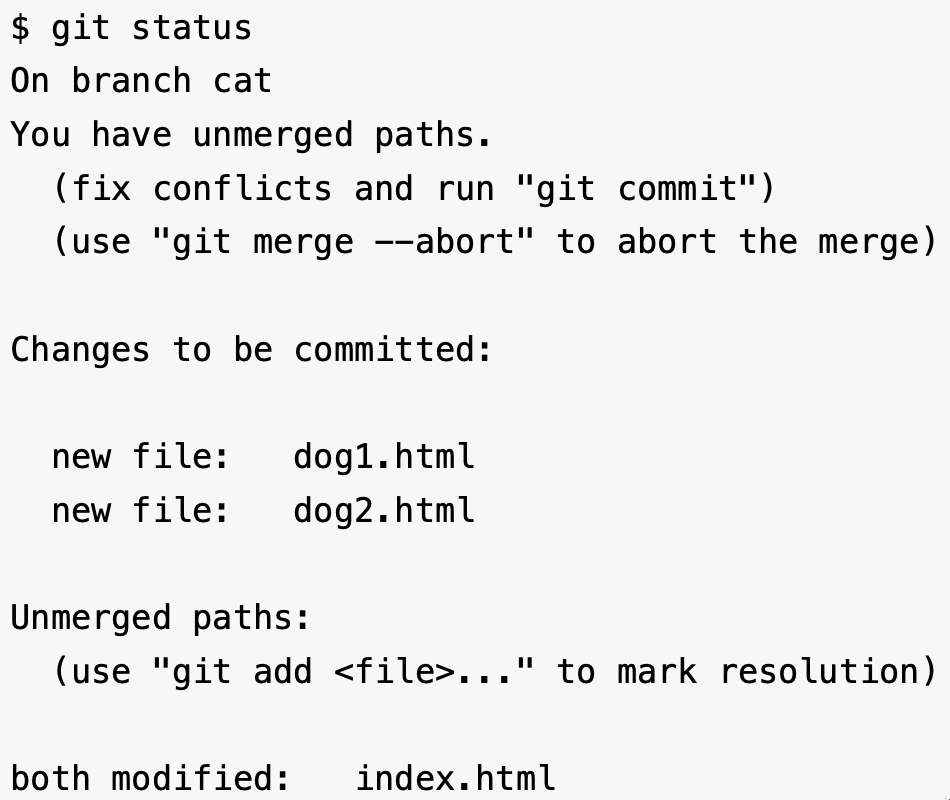 $ git status
On branch cat
You have unmerged paths.
  (fix conflicts and run "git commit")
  (use "git merge --abort" to abort the merge)
Changes to be committed:
  new file:   dog1.html
  new file:   dog2.html
Unmerged paths:
  (use "git add <file>..." to mark resolution)
both modified:   index.html